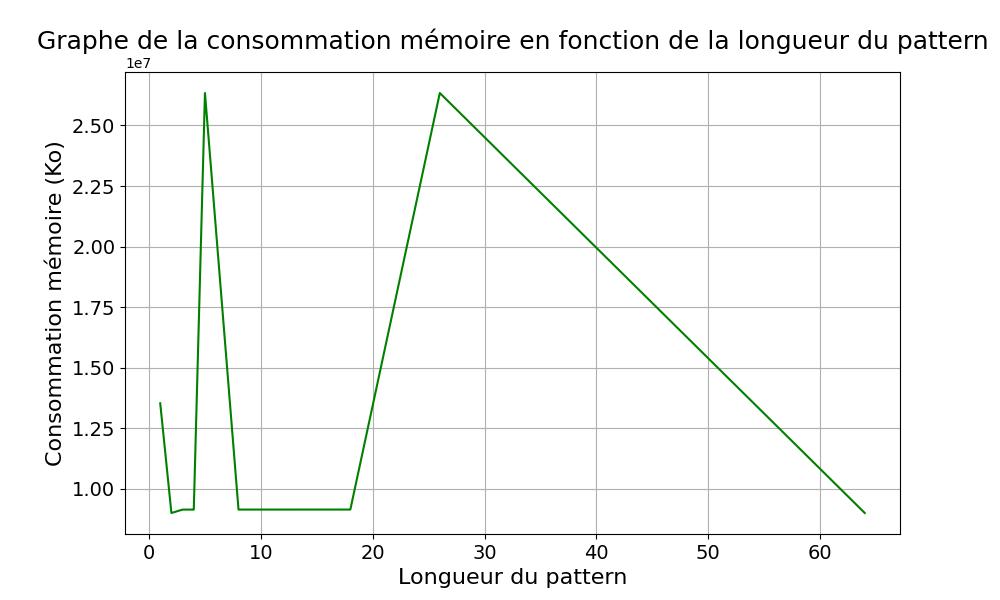 Graphe de la consommation mémoire en fonction de la longueur du pattern
1e7
Consommation mémoire (Ko)
2.50
2.25
2.00
1.75
1.50
1.25
1.00
0 10 20 30 40 50 60
Longueur du pattern